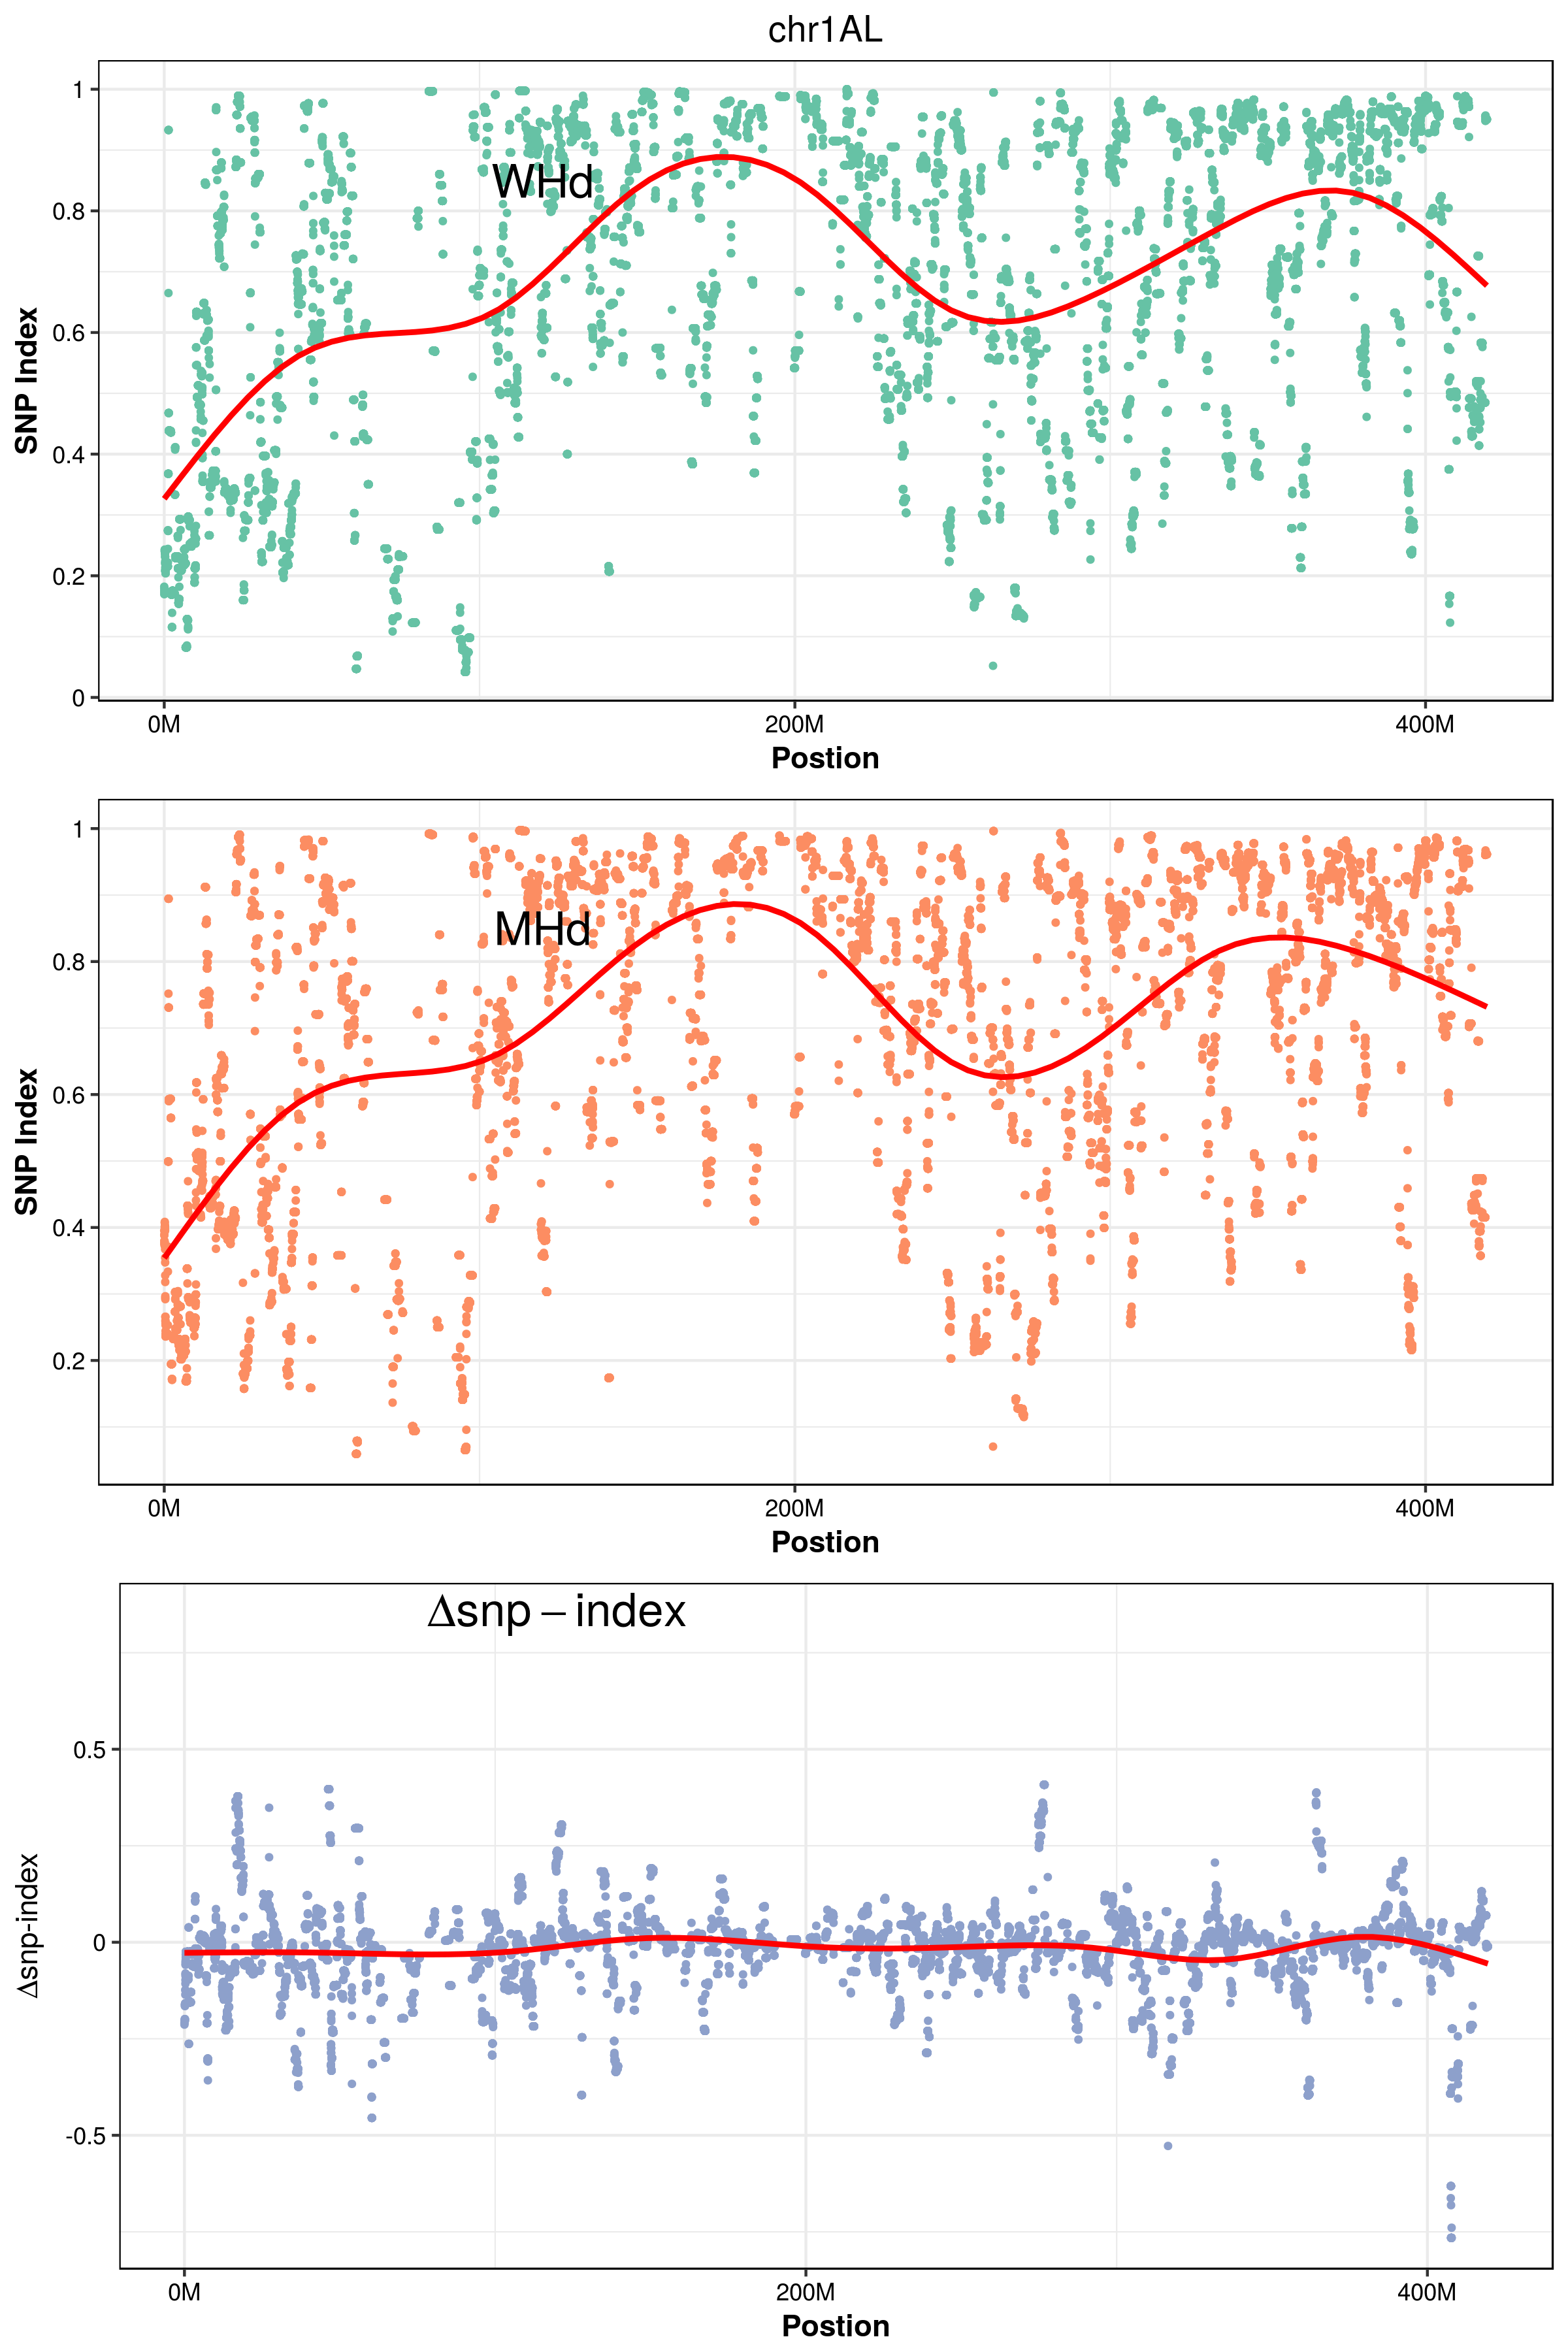 chr1AL
1
0.8
0.6
0.4
0.2
0
SNP Index
WHd
0M 200M 400M
Postion
1
0.8
0.6
0.4
0.2
SNP Index
MHd
0M 200M 400M
Postion
Δsnp − index
0.5
0
-0.5
Δsnp-index
0M 200M 400M
Postion